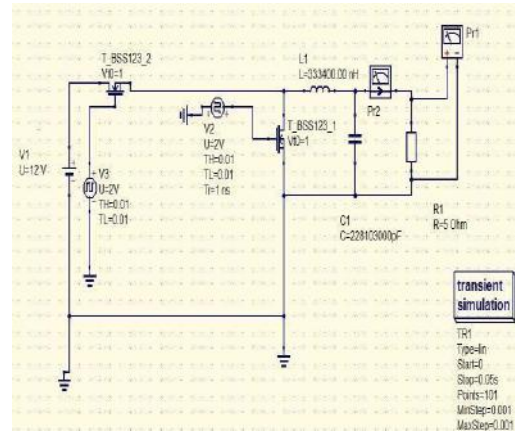 Pr1
T_BSS123_2
Vt0=1
L1
L=333400.00 nH
Pr2
V2
U=2V
TH=0.01
TL=0.01
Tr=1 ns
T_BSS123_1
Vt0=1
V1
U=12 V
V3
U=2V
TH=0.01
TL=0.01
C1
C=228103000pF
R1
R=5 Ohm
transient
simulation
TR1
Type=lin
Start=0
Stop=0.05s
Points=101
MinStep=0.001
MaxStep=0.001